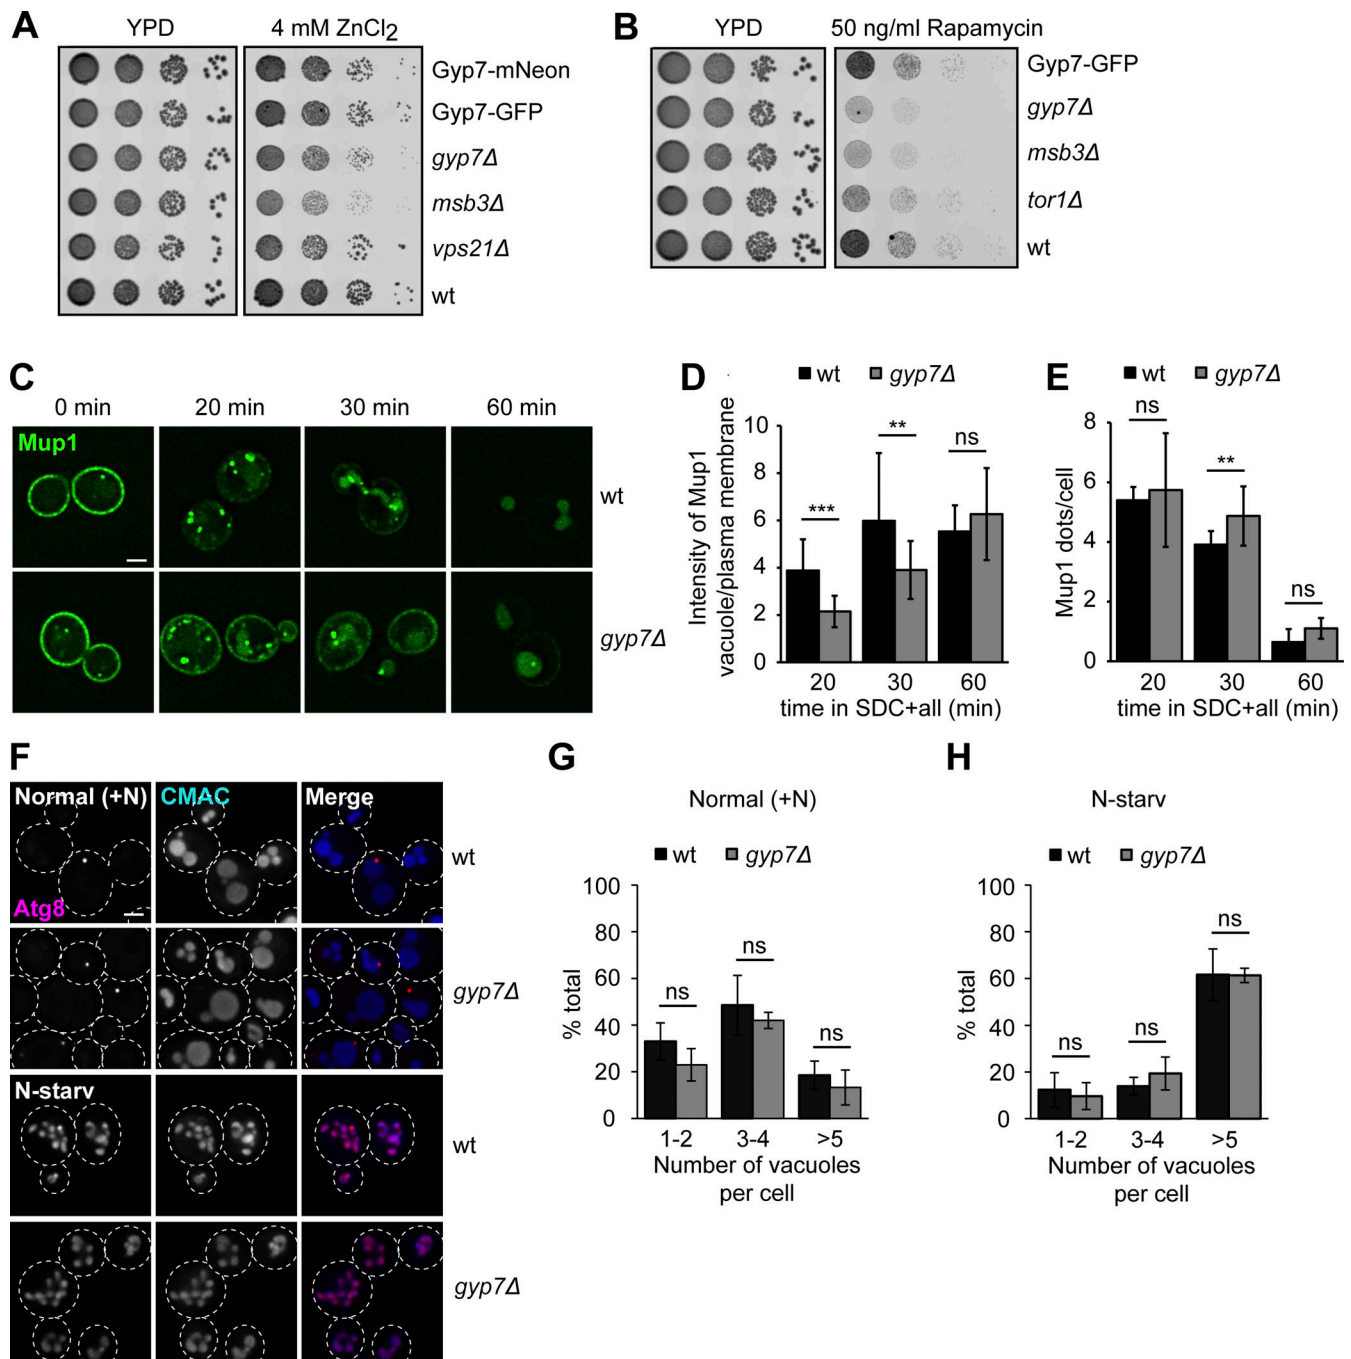 A
YPD
4 mM ZnCl2
Gyp7-mNeon
Gyp7-GFP
gyp7Δ
msb3Δ
vps21Δ
wt
B
YPD
50 ng/ml Rapamycin
Gyp7-GFP
gyp7Δ
msb3Δ
tor1Δ
wt
C
0 min
20 min
30 min
60 min
Mup1
wt
gyp7Δ
D
wt
gyp7Δ
Intensity of Mup1
vacuole/plasma membrane
10
8
6
4
2
0
***
**
ns
20
30
60
time in SDC+all (min)
E
wt
gyp7Δ
Mup1 dots/cell
8
6
4
2
0
ns
**
ns
20
30
60
time in SDC+all (min)
F
Normal (+N)
CMAC
Merge
Atg8
wt
gyp7Δ
N-starv
wt
gyp7Δ
G
Normal (+N)
wt
gyp7Δ
% total
100
80
60
40
20
0
ns
ns
ns
1-2
3-4
>5
Number of vacuoles
per cell
H
N-starv
wt
gyp7Δ
% total
100
80
60
40
20
0
ns
ns
ns
1-2
3-4
>5
Number of vacuoles
per cell